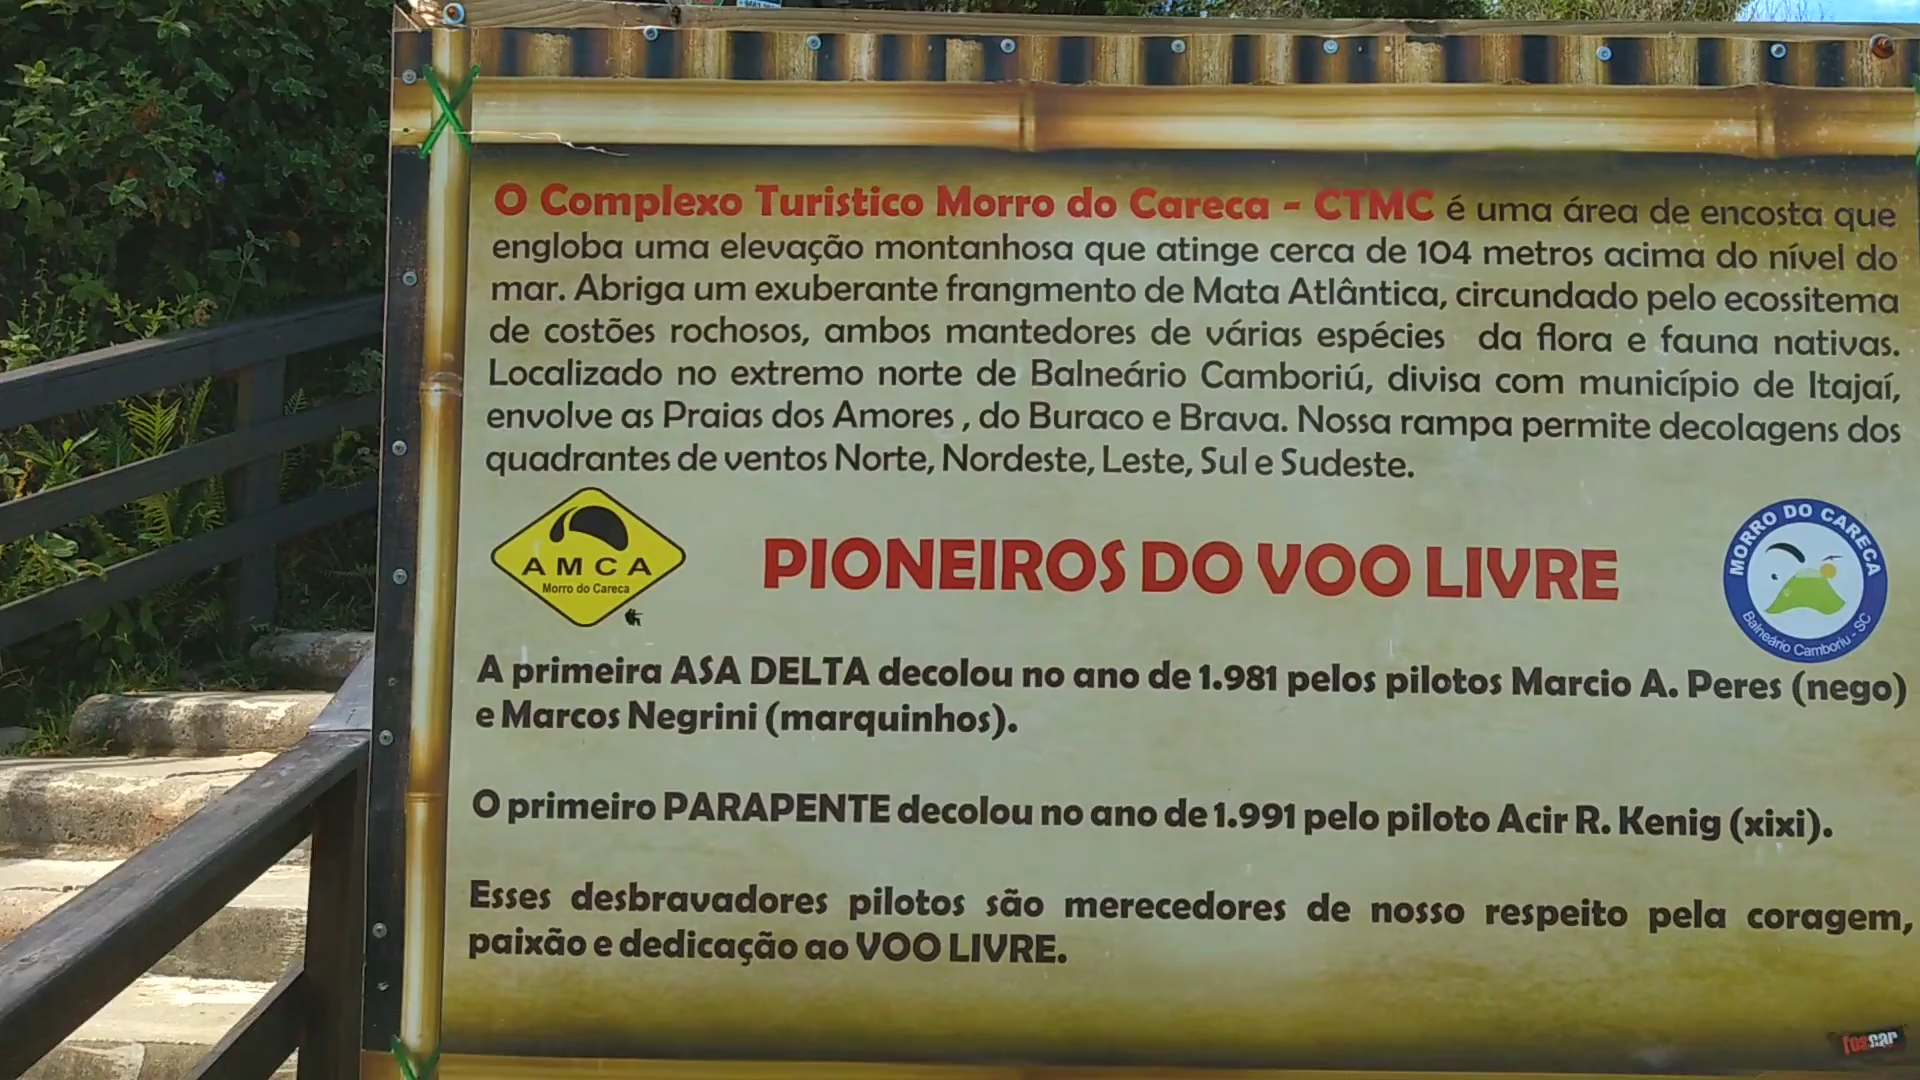 O Complexo Turistico Morro do Careca - CTMC é uma área de encosta que
engloba uma elevação montanhosa que atinge cerca de 104 metros acima do nível do
mar. Abriga um exuberante frangmento de Mata Atlântica, circundado pelo ecossitema
de costões rochosos, ambos mantedores de várias espécies da flora e fauna nativas.
Localizado no extremo norte de Balneário Camboriú, divisa com município de Itajaí,
envolve as Praias dos Amores , do Buraco e Brava. Nossa rampa permite decolagens dos
quadrantes de ventos Norte, Nordeste, Leste, Sul e Sudeste.
AMCA
Morro do Careca
PIONEIROS DO VOO LIVRE
MORRO DO CARECA
Balneário Camboriu - SC
A primeira ASA DELTA decolou no ano de 1.981 pelos pilotos Marcio A. Peres (nego)
e Marcos Negrini (marquinhos).
O primeiro PARAPENTE decolou no ano de 1.991 pelo piloto Acir R. Kenig (xixi).
Esses desbravadores pilotos são merecedores de nosso respeito pela coragem,
paixão e dedicação ao VOO LIVRE.